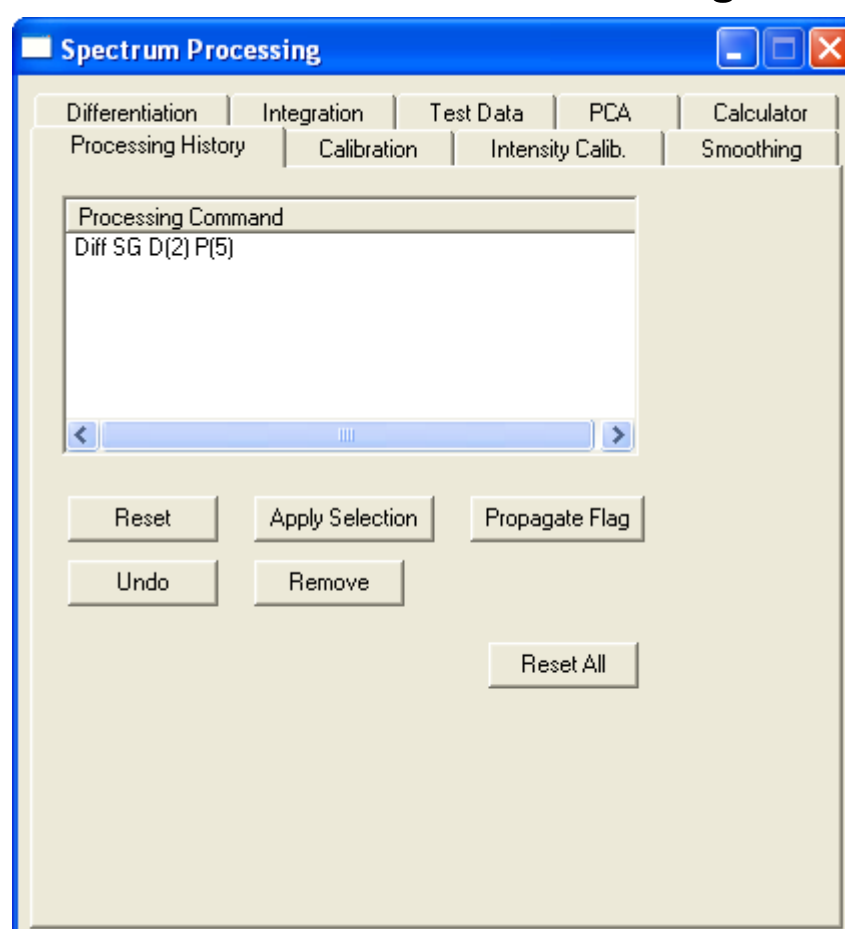 Spectrum Processing
Differentiation Integration Test Data PCA Calculator
Processing History Calibration Intensity Calib. Smoothing
Processing Command
Diff SG D(2) P(5)
Reset Apply Selection Propagate Flag
Undo Remove
Reset All